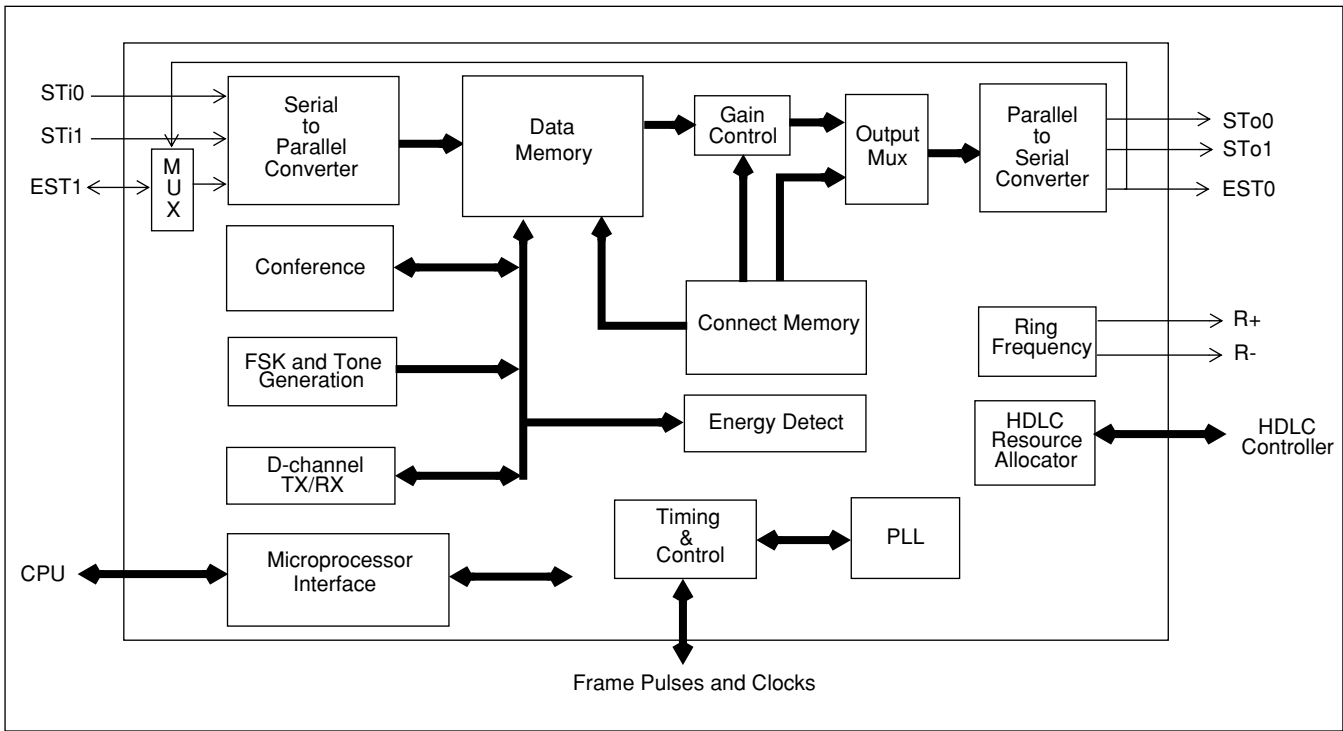 STi0
STi1
EST1
M
U
X
Serial
to
Parallel
Converter
Data
Memory
Gain
Control
Output
Mux
Parallel
to
Serial
Converter
STo0
STo1
EST0
Conference
Connect Memory
Ring
Frequency
R+
R-
FSK and Tone
Generation
Energy Detect
HDLC
Resource
Allocator
HDLC
Controller
D-channel
TX/RX
Timing
&
Control
PLL
CPU
Microprocessor
Interface
Frame Pulses and Clocks